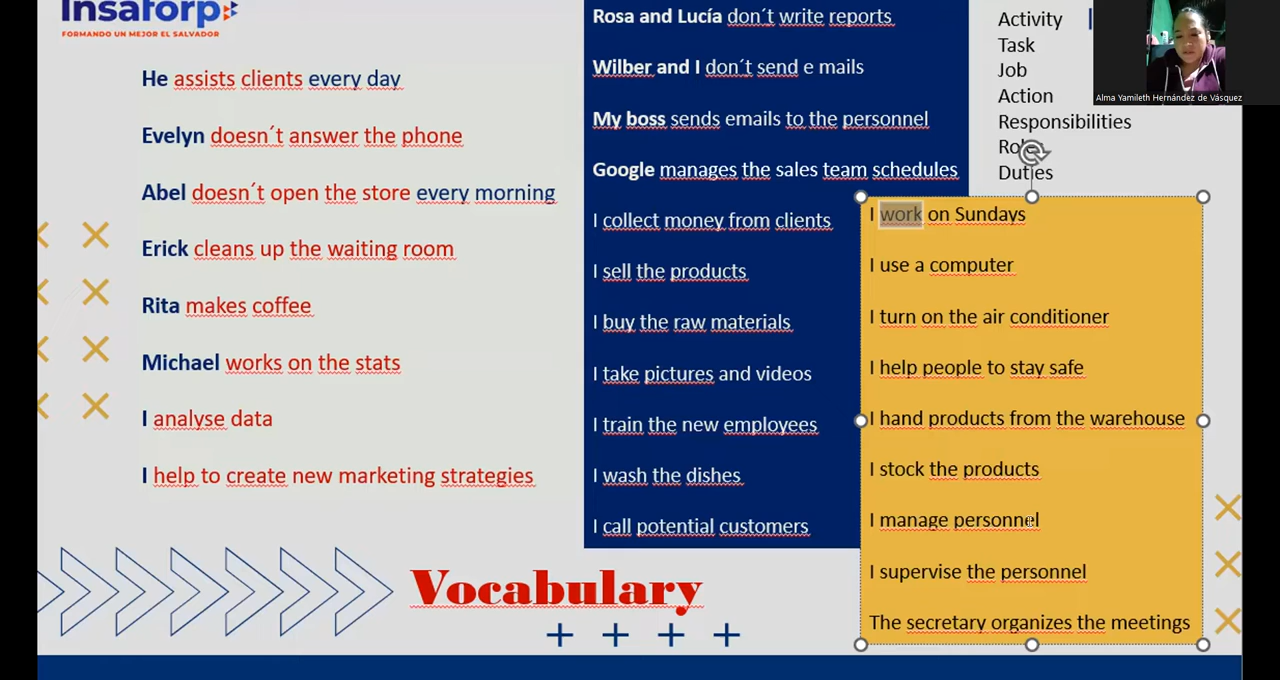 Insaforp
FORMANDO UN MEJOR EL SALVADOR
He assists clients every day
Evelyn doesn´t answer the phone
Abel doesn´t open the store every morning
Erick cleans up the waiting room
Rita makes coffee
Michael works on the stats
I analyse data
I help to create new marketing strategies
Rosa and Lucía don´t write reports
Wilber and I don´t send e mails
My boss sends emails to the personnel
Google manages the sales team schedules
I collect money from clients
I sell the products
I buy the raw materials
I take pictures and videos
I train the new employees
I wash the dishes
I call potential customers
Activity
Task
Job
Action
Responsibilities
Role
Duties
Alma Yamileth Hernández de Vásquez
I work on Sundays
I use a computer
I turn on the air conditioner
I help people to stay safe
I hand products from the warehouse
I stock the products
I manage personnel
I supervise the personnel
The secretary organizes the meetings
Vocabulary